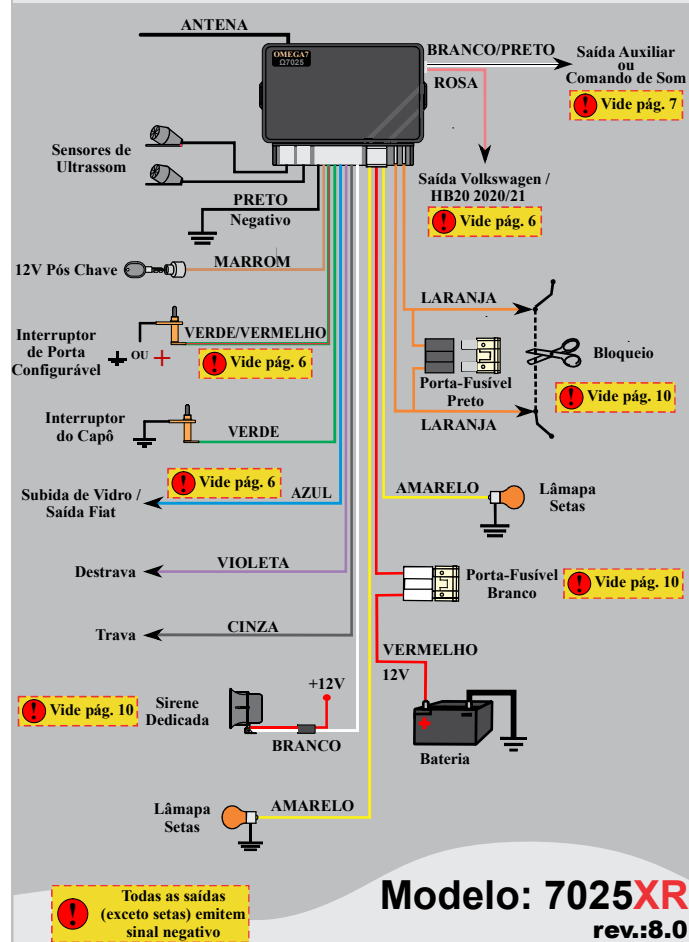 ANTENA
OMEGA7
Ω7025
BRANCO/PRETO
ROSA
Saída Auxiliar
ou
Comando de Som
! Vide pág. 7
Sensores de
Ultrassom
Saída Volkswagen /
HB20 2020/21
! Vide pág. 6
PRETO
Negativo
12V Pós Chave
MARROM
LARANJA
Interruptor
de Porta
Configurável
OU +
VERDE/VERMELHO
! Vide pág. 6
Porta-Fusível
Preto
Bloqueio
! Vide pág. 10
LARANJA
Interruptor
do Capô
VERDE
! Vide pág. 6
Subida de Vidro /
Saída Fiat
AZUL
AMARELO
Lâmapa
Setas
Destrava
VIOLETA
Porta-Fusível
Branco
! Vide pág. 10
Trava
CINZA
VERMELHO
12V
! Vide pág. 10
Sirene
Dedicada
+12V
BRANCO
+
Bateria
Lâmapa
Setas
AMARELO
! Todas as saídas
(exceto setas) emitem
sinal negativo
Modelo: 7025XR
rev.:8.0